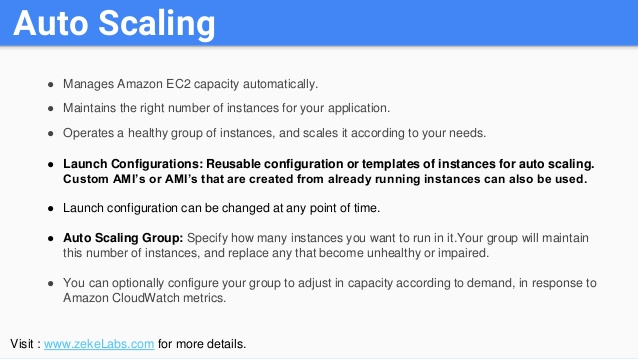 Auto Scaling
● Manages Amazon EC2 capacity automatically.
● Maintains the right number of instances for your application.
● Operates a healthy group of instances, and scales it according to your needs.
● Launch Configurations: Reusable configuration or templates of instances for auto scaling.
Custom AMI's or AMI's that are created from already running instances can also be used.
● Launch configuration can be changed at any point of time.
● Auto Scaling Group: Specify how many instances you want to run in it.Your group will maintain
this number of instances, and replace any that become unhealthy or impaired.
● You can optionally configure your group to adjust in capacity according to demand, in response to
Amazon CloudWatch metrics.
Visit : www.zekeLabs.com for more details.